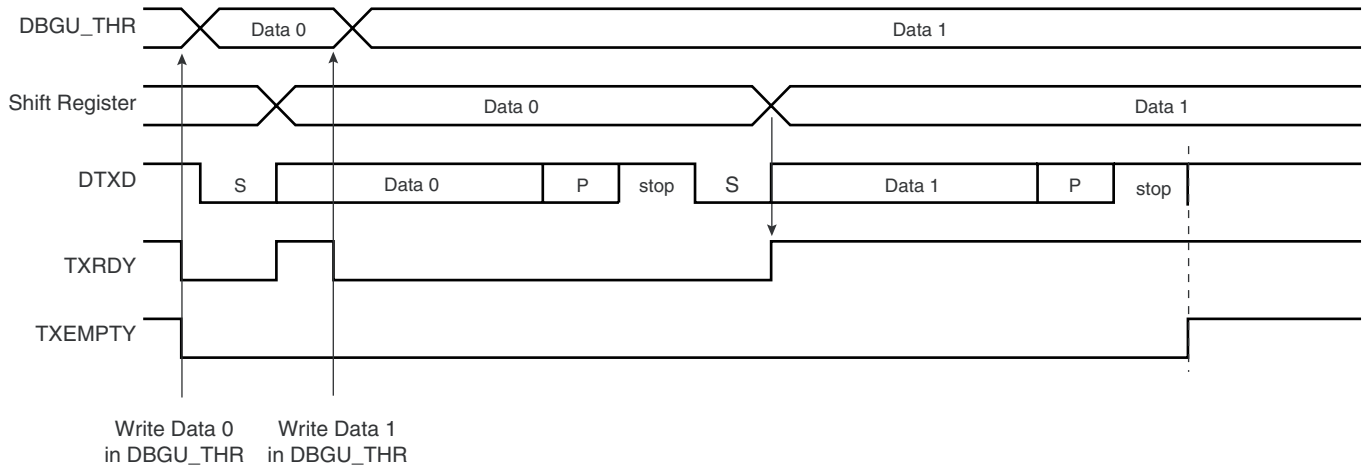 DBGU_THR Data 0 Data 1
Shift Register Data 0 Data 1
DTXD S Data 0 P stop S Data 1 P stop
TXRDY
TXEMPTY
Write Data 0 Write Data 1
in DBGU_THR in DBGU_THR